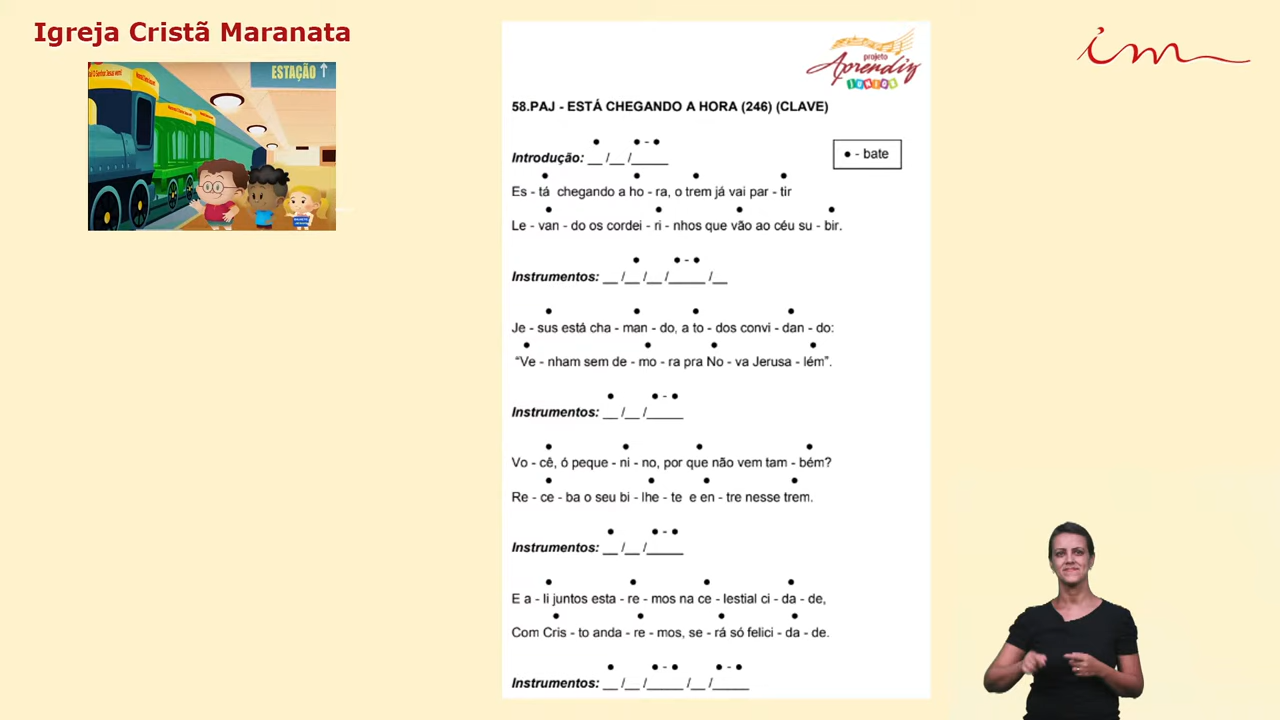 Igreja Cristã Maranata
ESTAÇÃO
projeto
Aprendiz
JUNIOR
58.PAJ - ESTÁ CHEGANDO A HORA (246) (CLAVE)
● - bate
● ● - ●
Introdução: __ /__ /_____
Es - tá chegando a ho - ra, o trem já vai par - tir
Le - van - do os cordei - ri - nhos que vão ao céu su - bir.
● ● - ●
Instrumentos: __ /__ /__ /_____ /__
Je - sus está cha - man - do, a to - dos convi - dan - do:
“Ve - nham sem de - mo - ra pra No - va Jerusa - lém”.
● ● - ●
Instrumentos: __ /__ /_____
Vo - cê, ó peque - ni - no, por que não vem tam - bém?
Re - ce - ba o seu bi - lhe - te e en - tre nesse trem.
● ● - ●
Instrumentos: __ /__ /_____
E a - li juntos esta - re - mos na ce - lestial ci - da - de,
Com Cris - to anda - re - mos, se - rá só felici - da - de.
● ● - ● ● - ●
Instrumentos: __ /__ /_____ /__ /_____
im